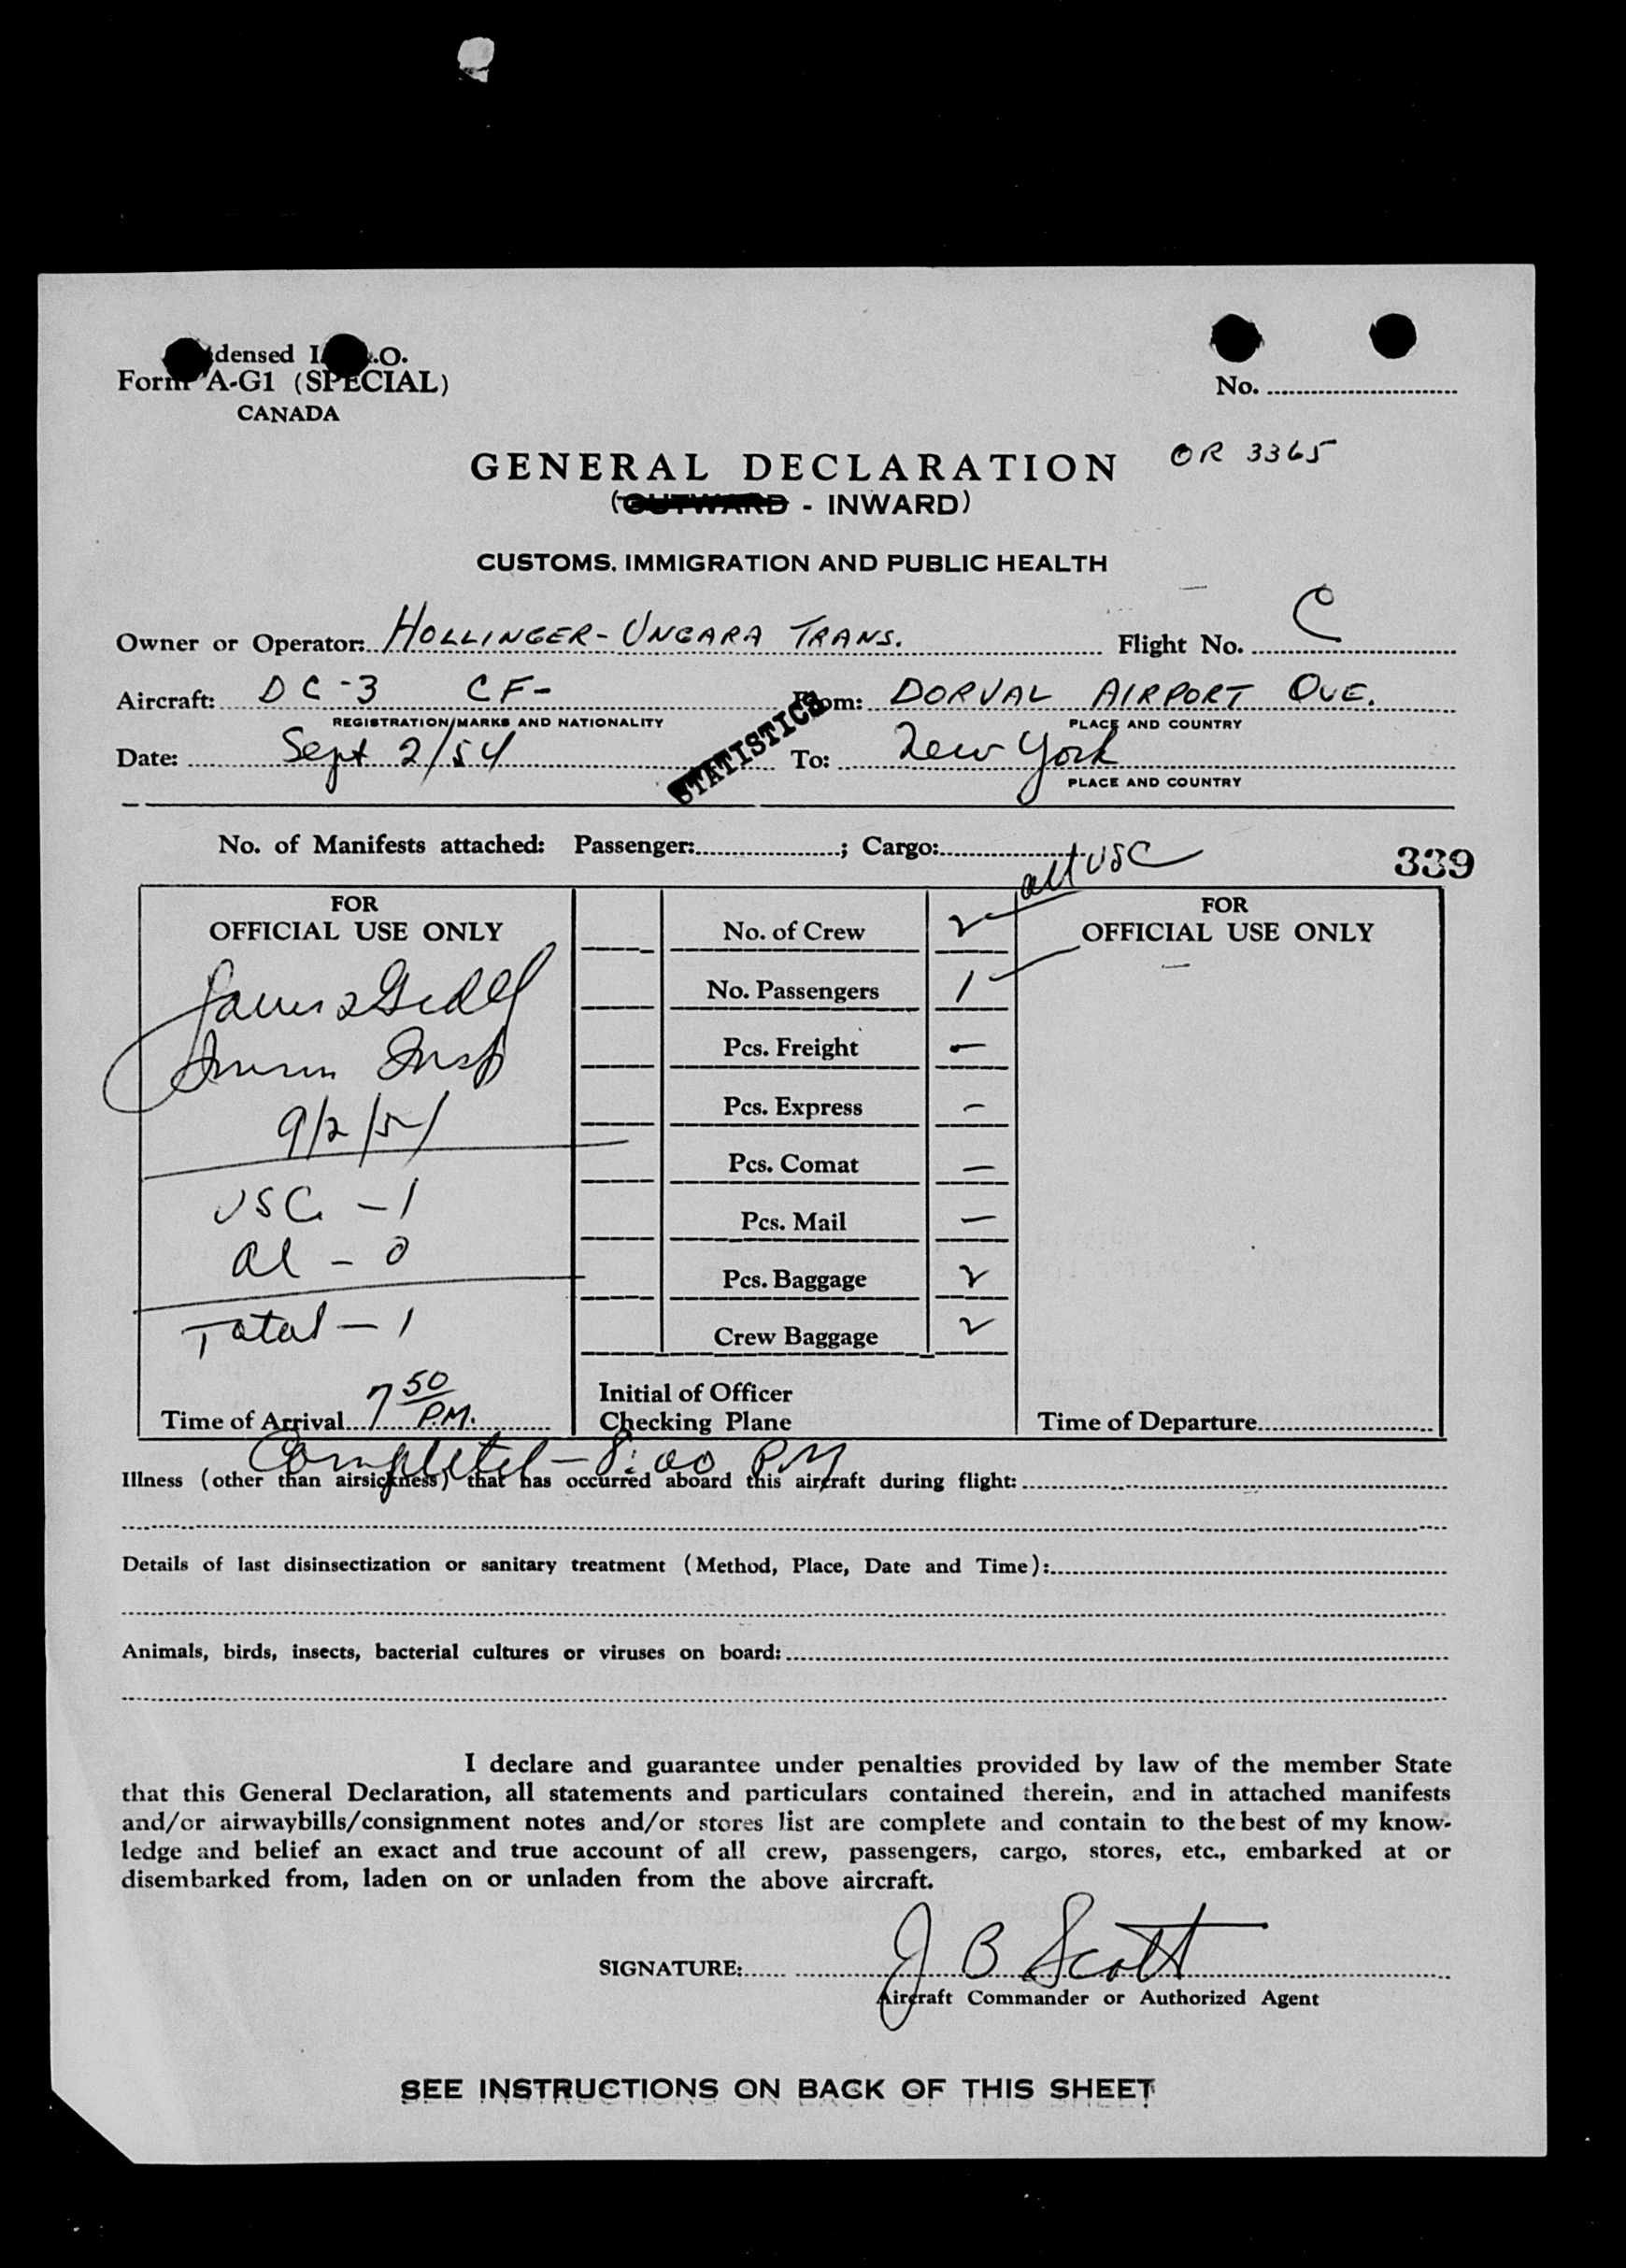 densed I. .O.
Form A-G1 (SPECIAL)
CANADA
No.
OR 3365
GENERAL DECLARATION
(OUTWARD - INWARD)
CUSTOMS, IMMIGRATION AND PUBLIC HEALTH
Owner or Operator: HOLLINGER-UNGARA TRANS. Flight No. C
Aircraft: DC-3 CF- From: DORVAL AIRPORT QUE.
REGISTRATION/MARKS AND NATIONALITY PLACE AND COUNTRY
STATISTICS
Date: Sept 2/54 To: New York
PLACE AND COUNTRY
No. of Manifests attached: Passenger: ; Cargo:
all USC
339
FOR
OFFICIAL USE ONLY
Immin Insp
9/2/54
USC - 1
Al - 0
Total - 1
Time of Arrival 7 50 P.M.
No. of Crew 2
No. Passengers 1
Pcs. Freight -
Pcs. Express -
Pcs. Comat -
Pcs. Mail -
Pcs. Baggage 2
Crew Baggage 2
Initial of Officer
Checking Plane
FOR
OFFICIAL USE ONLY
Time of Departure
Completed - 8:00 PM
Illness (other than airsickness) that has occurred aboard this aircraft during flight:
Details of last disinsectization or sanitary treatment (Method, Place, Date and Time):
Animals, birds, insects, bacterial cultures or viruses on board:
I declare and guarantee under penalties provided by law of the member State
that this General Declaration, all statements and particulars contained therein, and in attached manifests
and/or airwaybills/consignment notes and/or stores list are complete and contain to the best of my know-
ledge and belief an exact and true account of all crew, passengers, cargo, stores, etc., embarked at or
disembarked from, laden on or unladen from the above aircraft.
SIGNATURE: J B Scott
Aircraft Commander or Authorized Agent
SEE INSTRUCTIONS ON BACK OF THIS SHEET